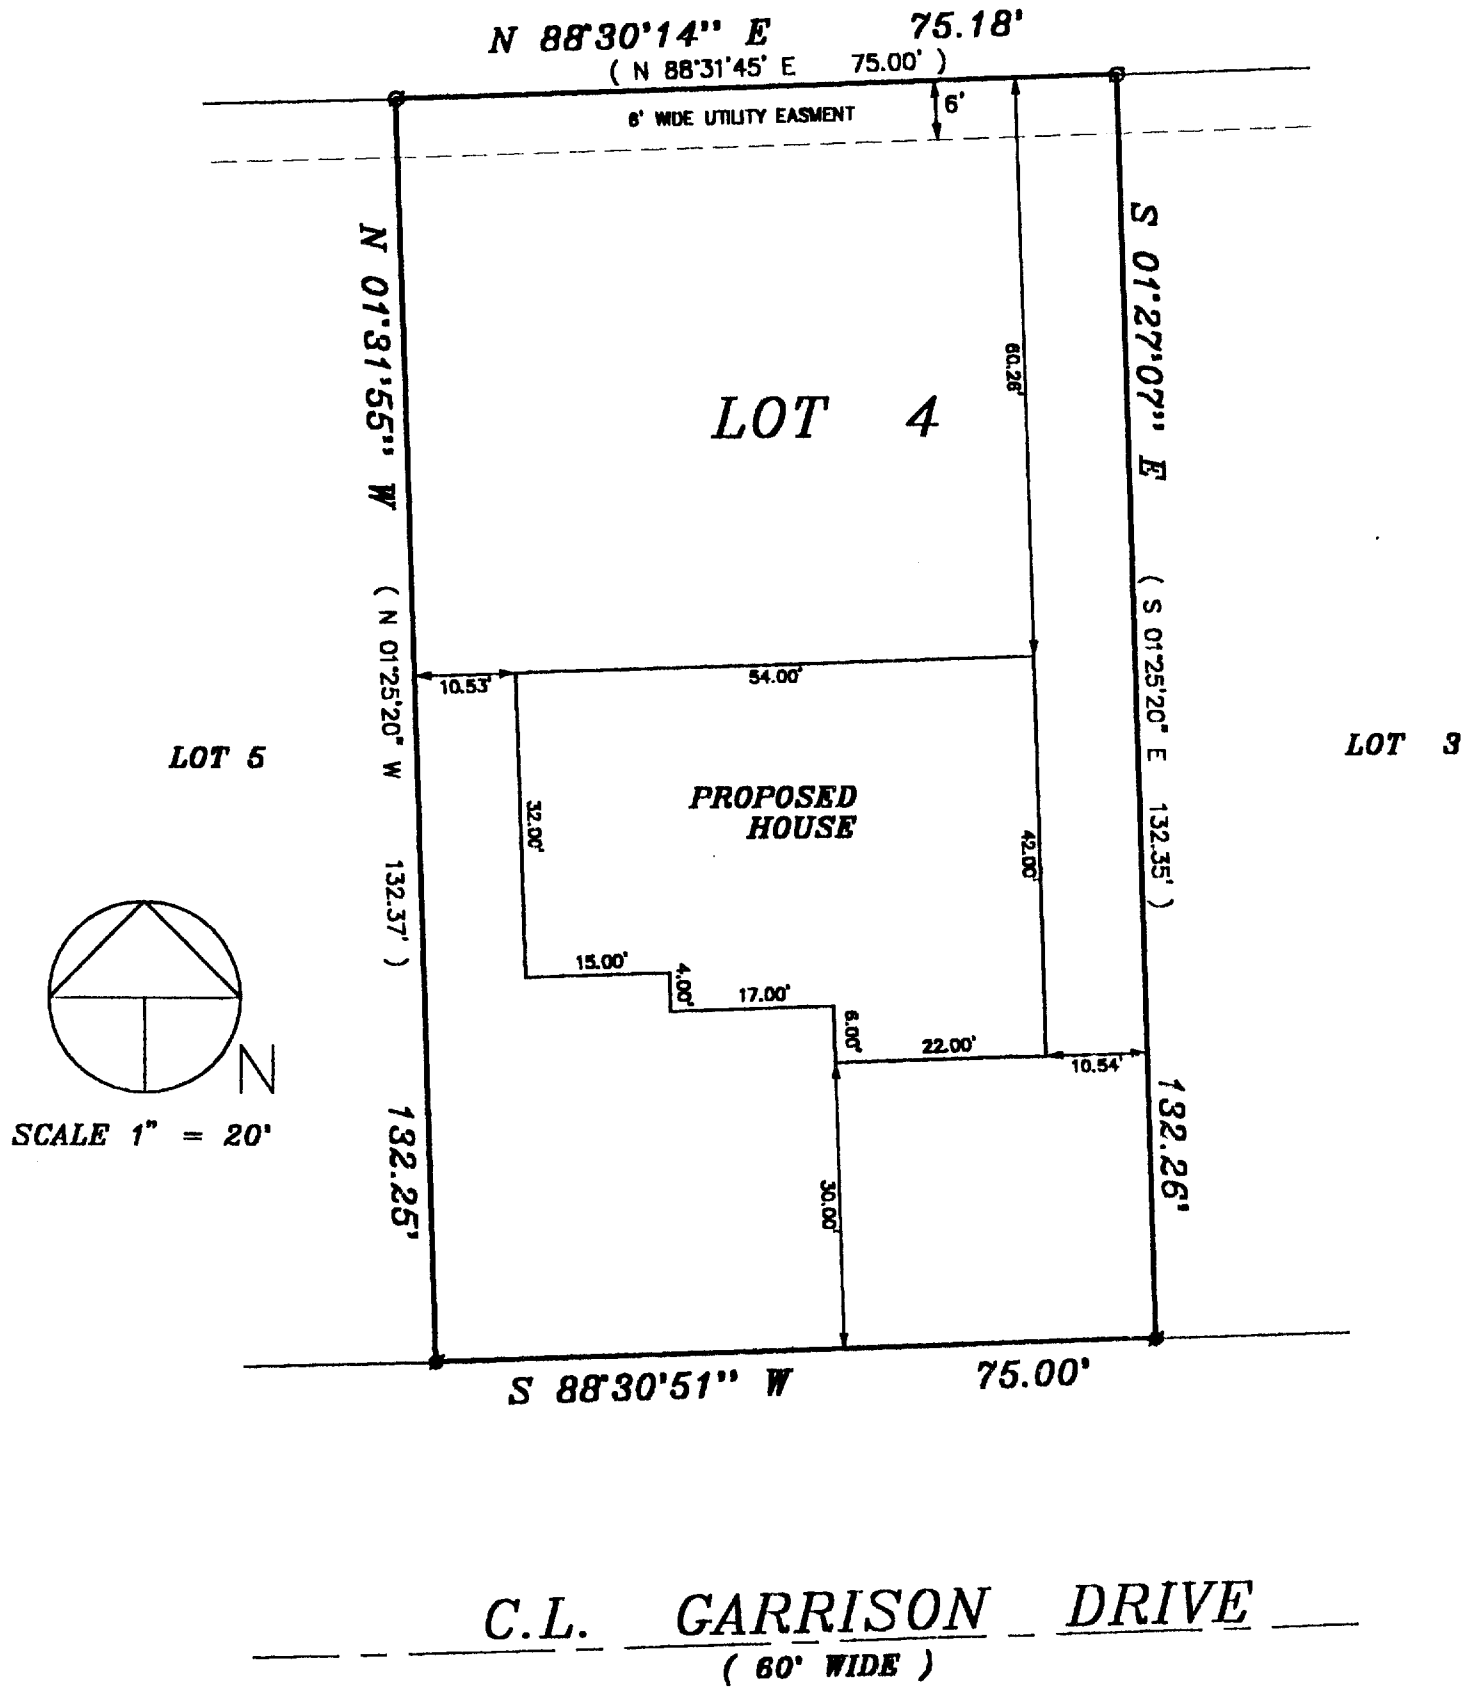 N 88°30'14" E 75.18'
( N 88°31'45' E 75.00' )
6' WIDE UTILITY EASMENT
6'
N 01°31'55" W
( N 01°25'20" W 132.37' )
132.25'
S 01°27'07" E
( S 01°25'20" E 132.35' )
132.26'
60.26'
LOT 4
10.53'
54.00'
LOT 5
LOT 3
PROPOSED
HOUSE
32.00'
42.00'
15.00'
4.00'
17.00'
6.00'
22.00'
10.54'
N
SCALE 1" = 20'
30.00'
S 88°30'51" W 75.00'
C.L. GARRISON DRIVE
( 60' WIDE )